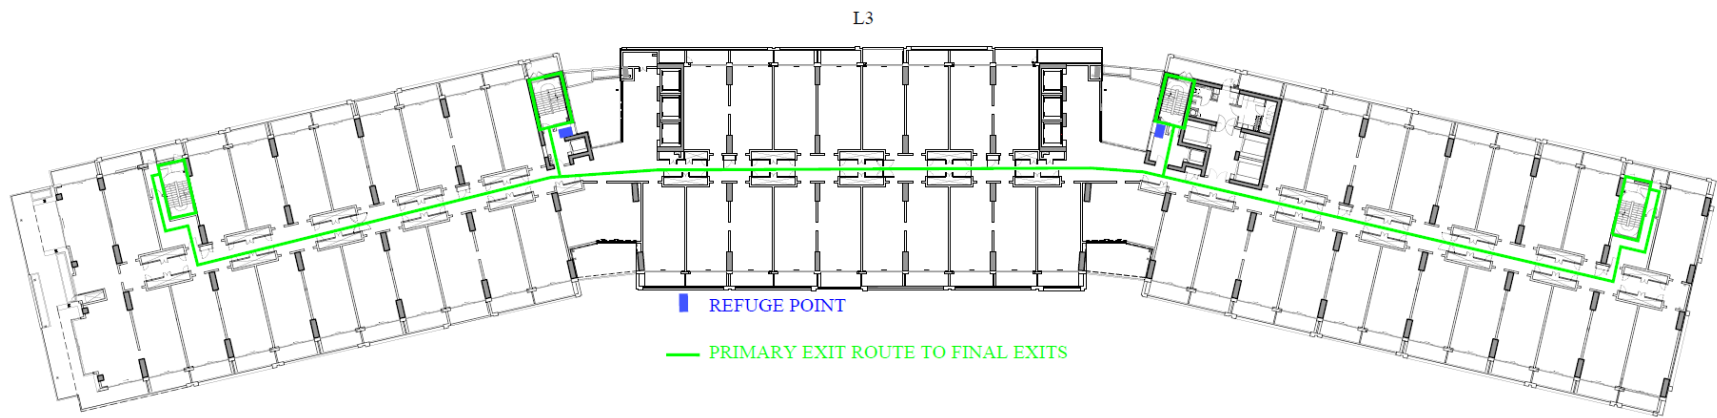 L3
REFUGE POINT
PRIMARY EXIT ROUTE TO FINAL EXITS